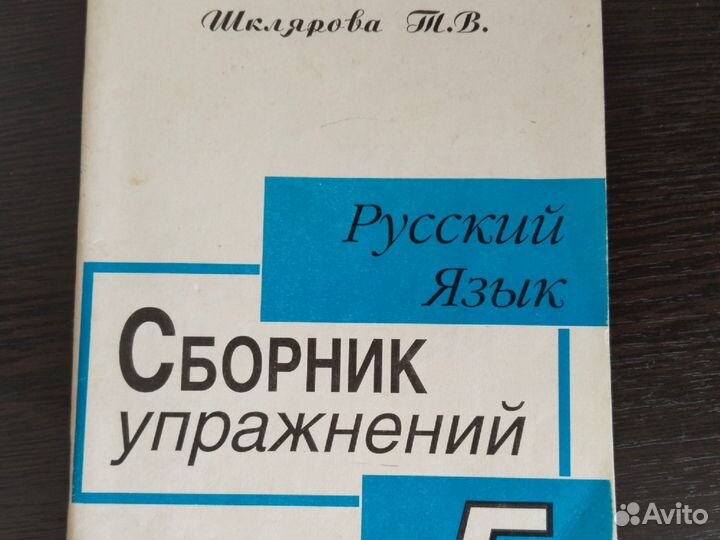 Шклярова Т.В.
Русский
Язык
Сборник
упражнений
5
Avito